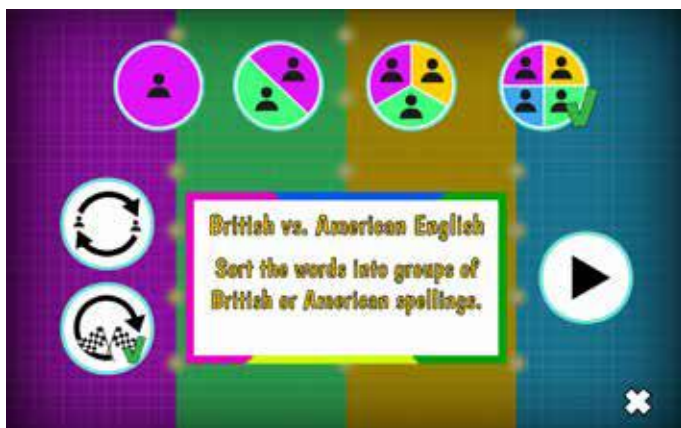 British vs. American English
Sort the words into groups of
British or American spellings.